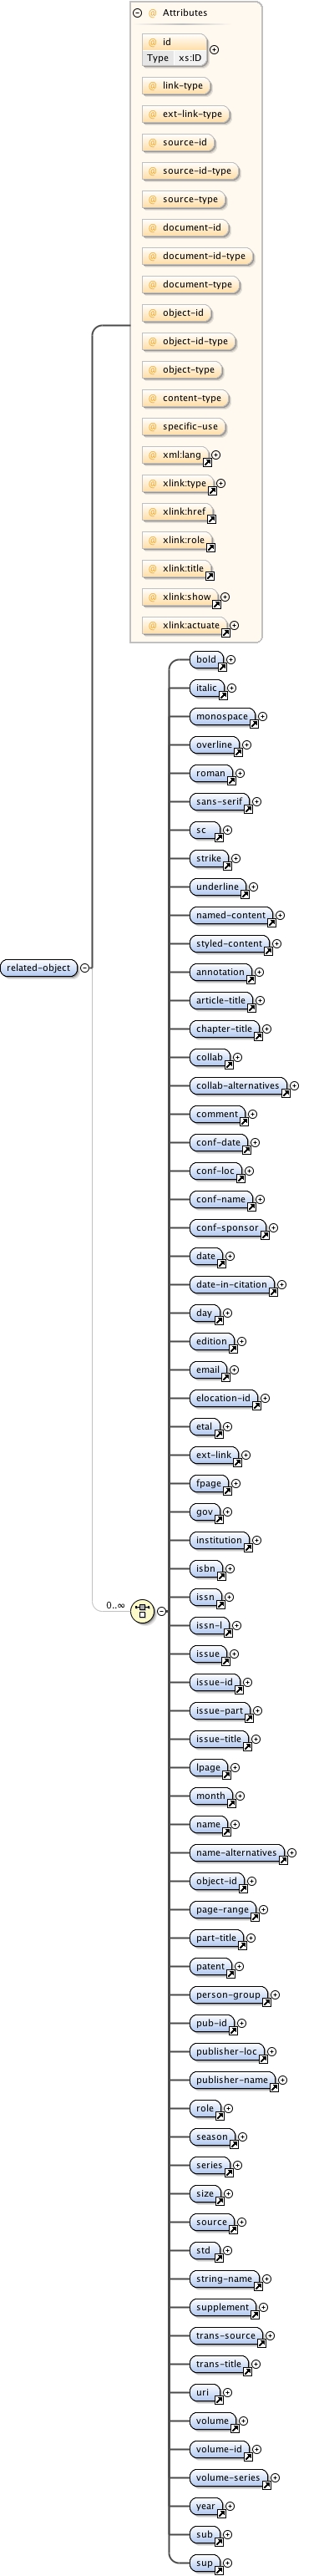 Attributes
@ id
Type xs:ID
@ link-type
@ ext-link-type
@ source-id
@ source-id-type
@ source-type
@ document-id
@ document-id-type
@ document-type
@ object-id
@ object-id-type
@ object-type
@ content-type
@ specific-use
@ xml:lang
@ xlink:type
@ xlink:href
@ xlink:role
@ xlink:title
@ xlink:show
@ xlink:actuate
related-object
0..∞
bold
italic
monospace
overline
roman
sans-serif
sc
strike
underline
named-content
styled-content
annotation
article-title
chapter-title
collab
collab-alternatives
comment
conf-date
conf-loc
conf-name
conf-sponsor
date
date-in-citation
day
edition
email
elocation-id
etal
ext-link
fpage
gov
institution
isbn
issn
issn-l
issue
issue-id
issue-part
issue-title
lpage
month
name
name-alternatives
object-id
page-range
part-title
patent
person-group
pub-id
publisher-loc
publisher-name
role
season
series
size
source
std
string-name
supplement
trans-source
trans-title
uri
volume
volume-id
volume-series
year
sub
sup